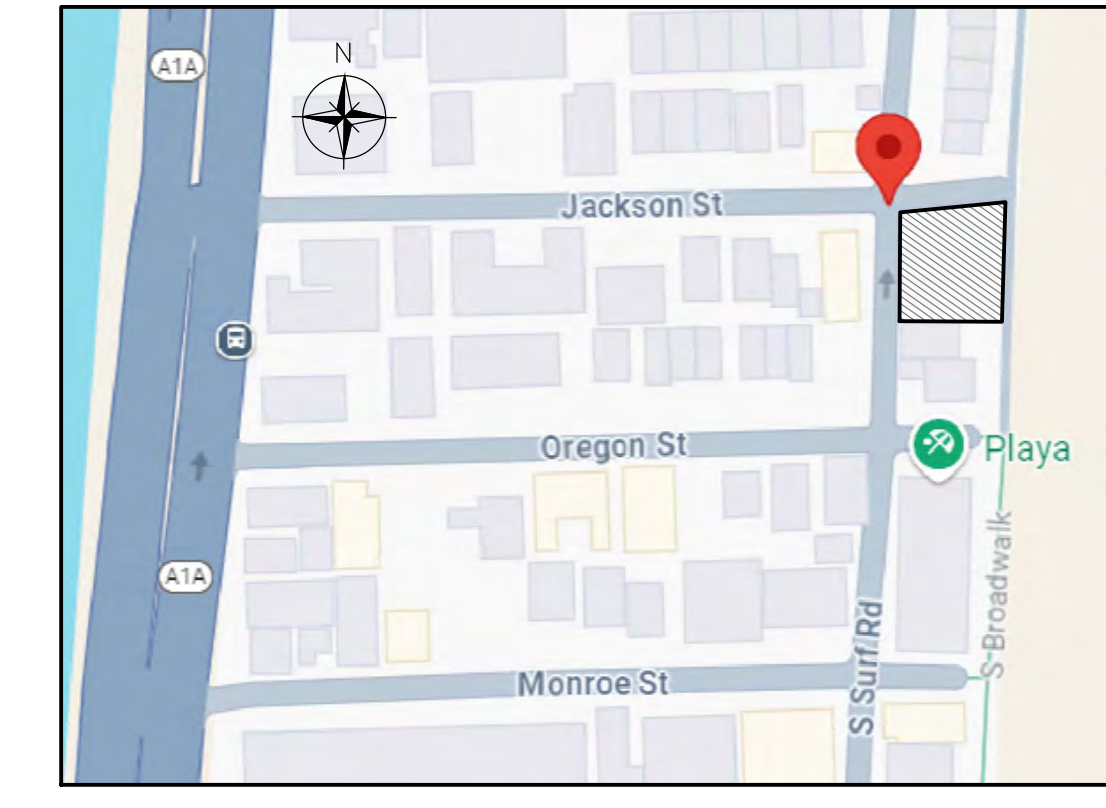 A1A
N
Jackson St
Oregon St
Playa
A1A
S Broadwalk
S Surf Rd
Monroe St